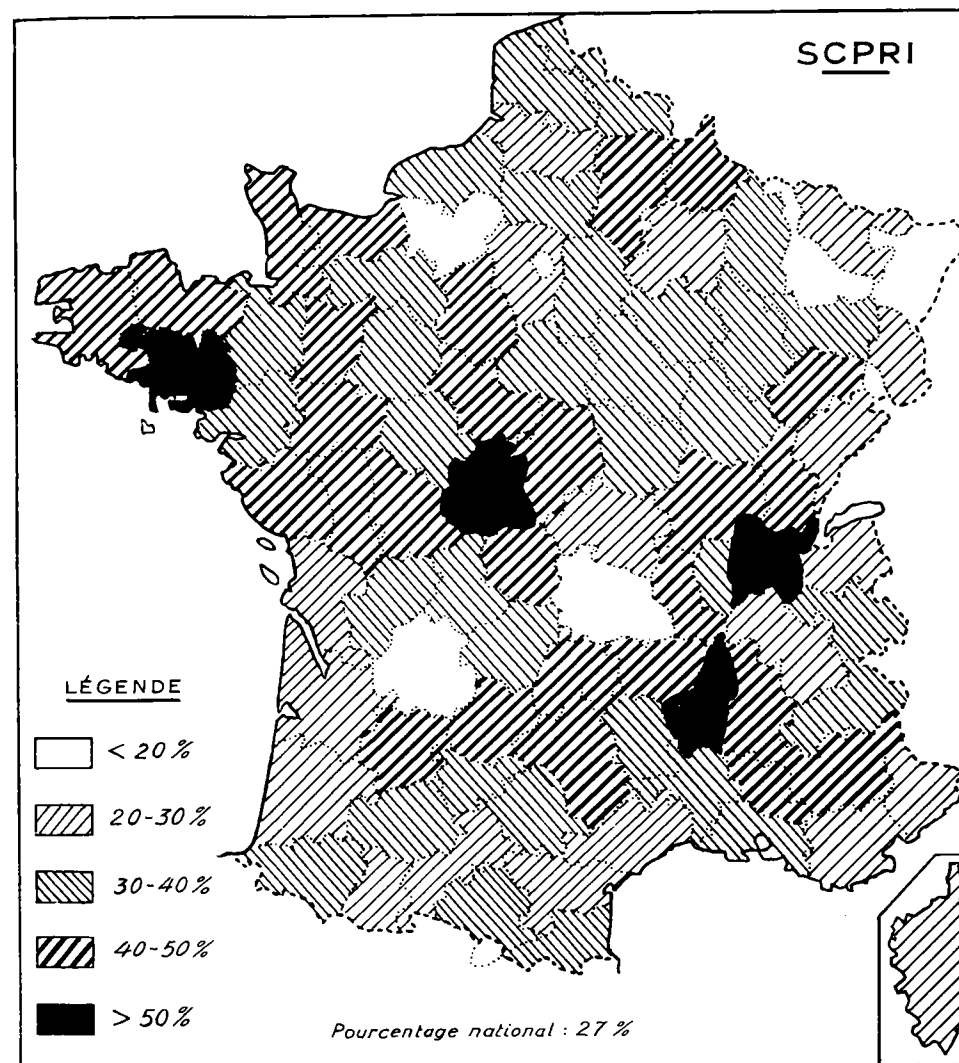 SCPRI
LÉGENDE
< 20 %
20-30 %
30-40 %
40-50 %
> 50 %
Pourcentage national : 27 %